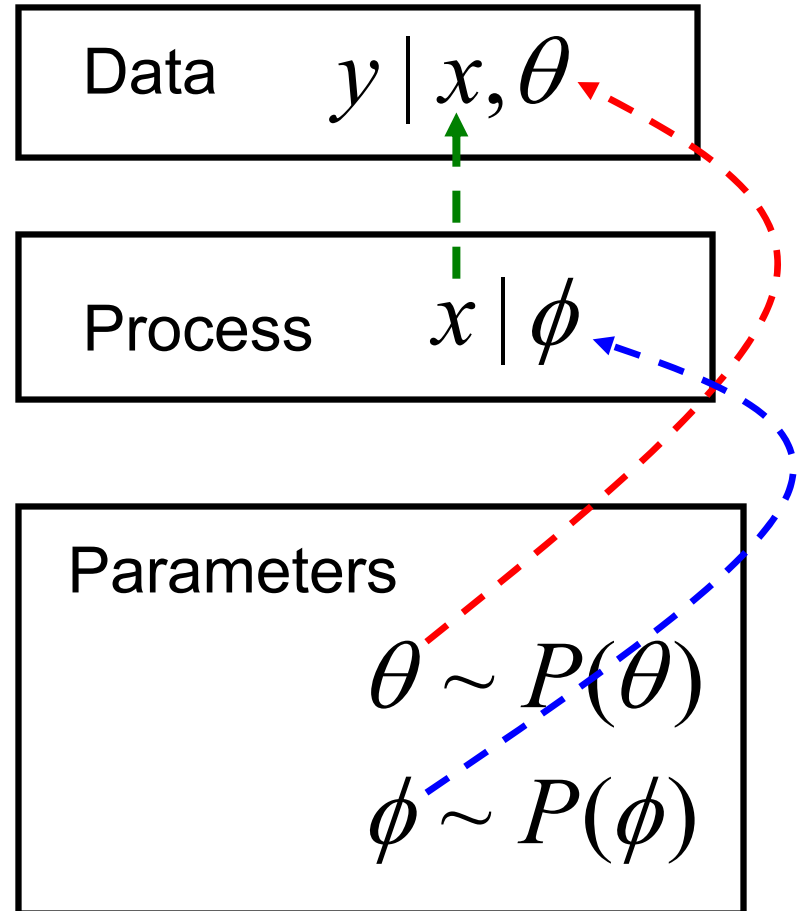 Data y | x, θ
Process x | ϕ
Parameters
θ ~ P(θ)
ϕ ~ P(ϕ)